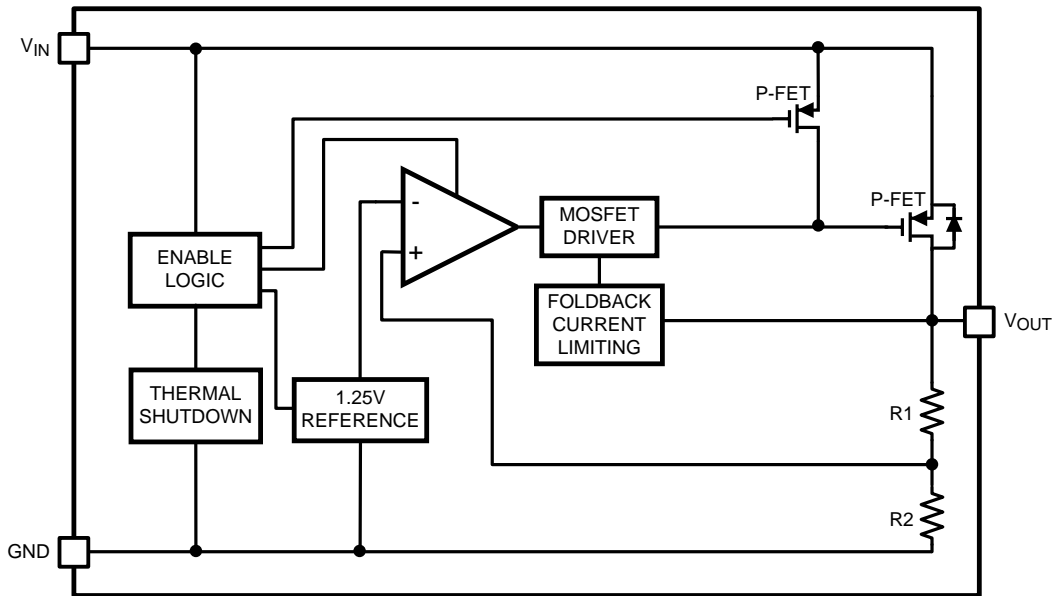 VIN
P-FET
P-FET
-
+
MOSFET
DRIVER
ENABLE
LOGIC
FOLDBACK
CURRENT
LIMITING
VOUT
THERMAL
SHUTDOWN
1.25V
REFERENCE
R1
R2
GND